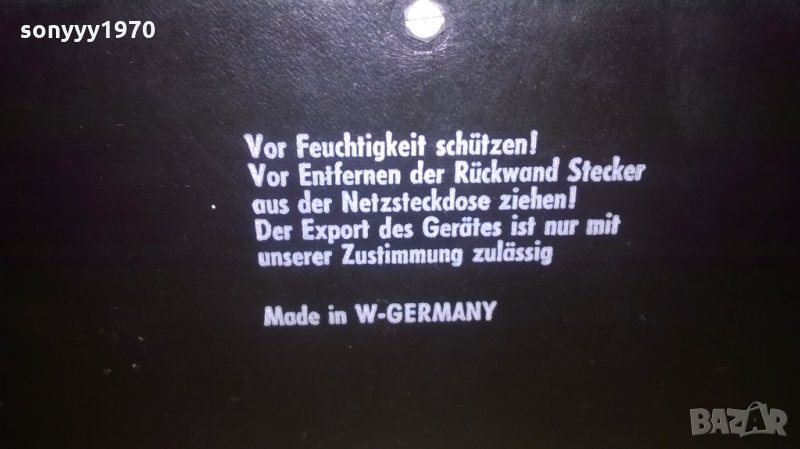 sonyyy1970
Vor Feuchtigkeit schützen!
Vor Entfernen der Rückwand Stecker
aus der Netzsteckdose ziehen!
Der Export des Gerätes ist nur mit
unserer Zustimmung zulässig
Made in W-GERMANY
BAZAR